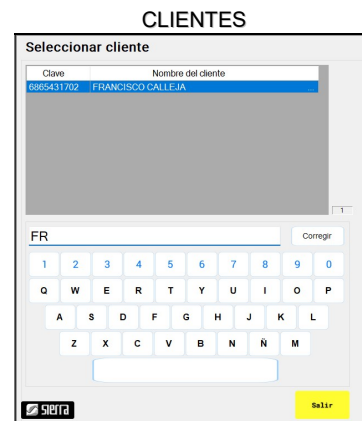 CLIENTES
Seleccionar cliente
Clave Nombre del cliente
6865431702 FRANCISCO CALLEJA ...
1
FR Corregir
1 2 3 4 5 6 7 8 9 0
Q W E R T Y U I O P
A S D F G H J K L
Z X C V B N Ñ M
sierra Salir